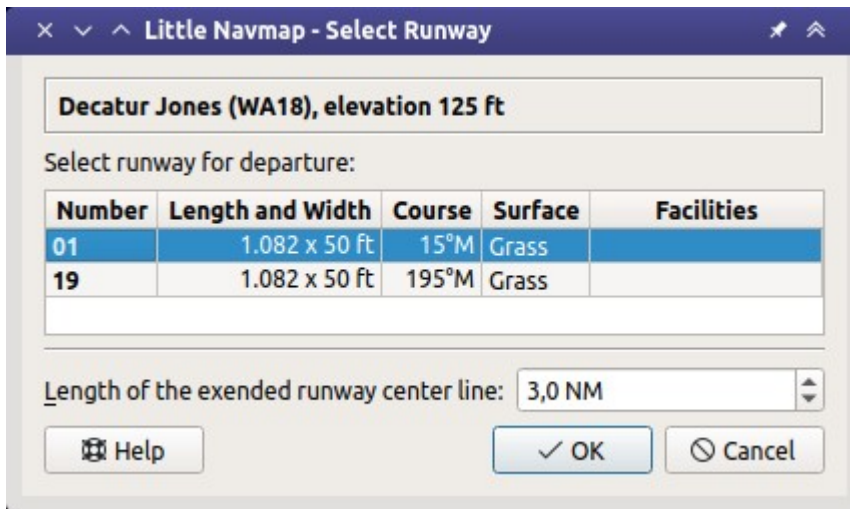 Little Navmap - Select Runway
Decatur Jones (WA18), elevation 125 ft
Select runway for departure:
Number Length and Width Course Surface Facilities
01 1.082 x 50 ft 15°M Grass
19 1.082 x 50 ft 195°M Grass
Length of the exended runway center line: 3,0 NM
Help OK Cancel